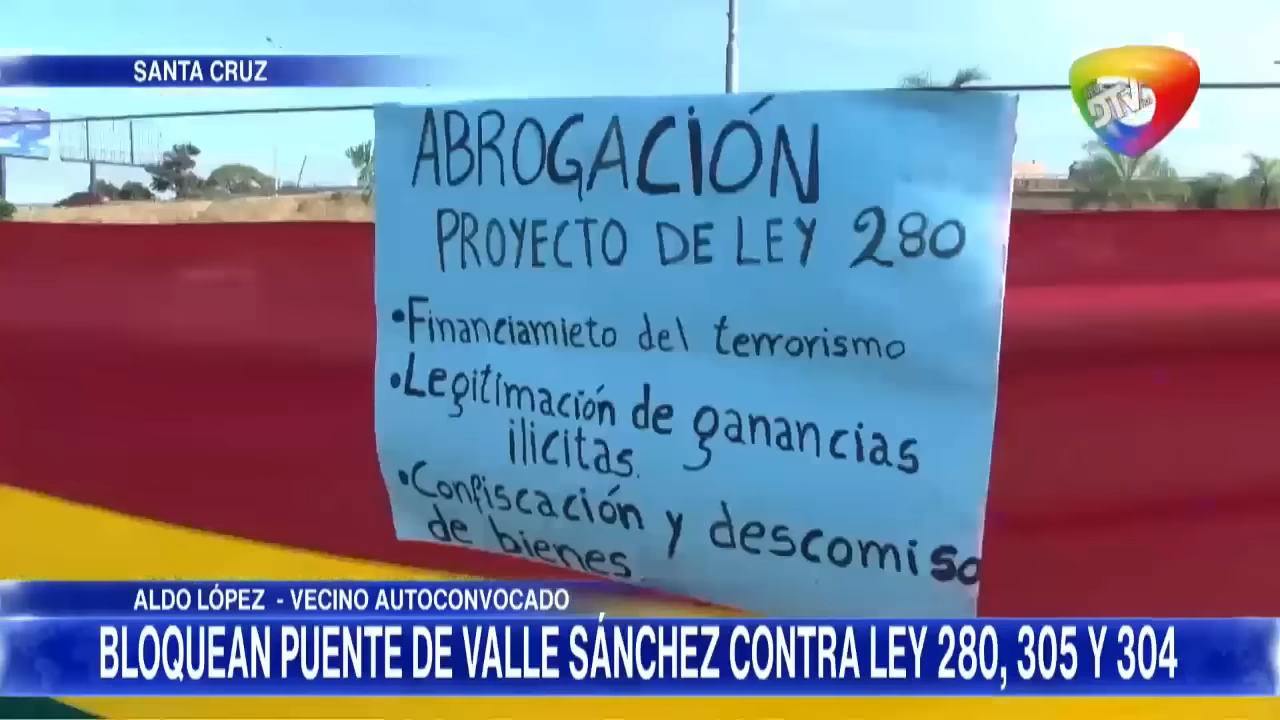 SANTA CRUZ
DTV
ABROGACIÓN
PROYECTO DE LEY 280
•Financiamieto del terrorismo
•Legitimación de ganancias
ilicitas.
•Confiscación y descomiso
de bienes.
ALDO LÓPEZ - VECINO AUTOCONVOCADO
BLOQUEAN PUENTE DE VALLE SÁNCHEZ CONTRA LEY 280, 305 Y 304